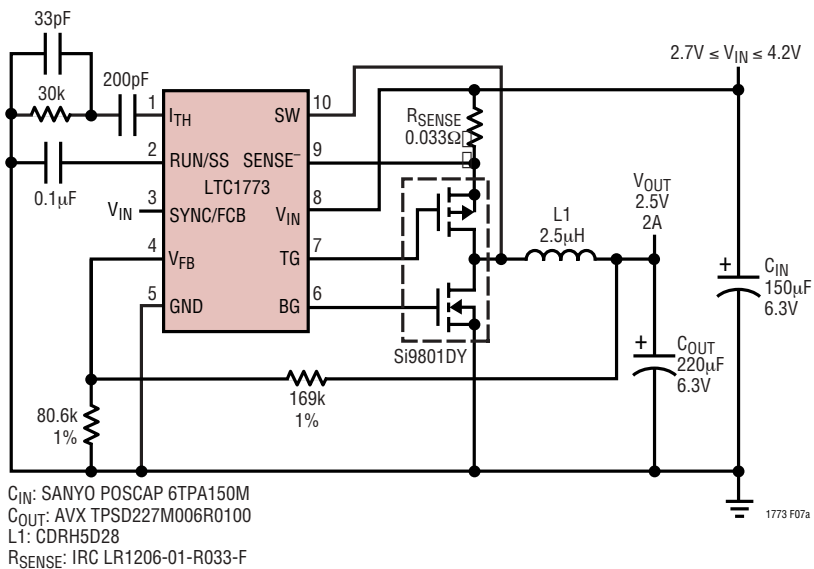 33pF
30k
200pF
2.7V ≤ VIN ≤ 4.2V
1
ITH
SW
10
RSENSE
0.033Ω
2
RUN/SS
SENSE–
9
0.1µF
LTC1773
VIN
3
SYNC/FCB
VIN
8
4
VFB
TG
7
5
GND
BG
6
Si9801DY
L1
2.5µH
VOUT
2.5V
2A
+
CIN
150µF
6.3V
+
COUT
220µF
6.3V
169k
1%
80.6k
1%
CIN: SANYO POSCAP 6TPA150M
COUT: AVX TPSD227M006R0100
L1: CDRH5D28
RSENSE: IRC LR1206-01-R033-F
1773 F07a